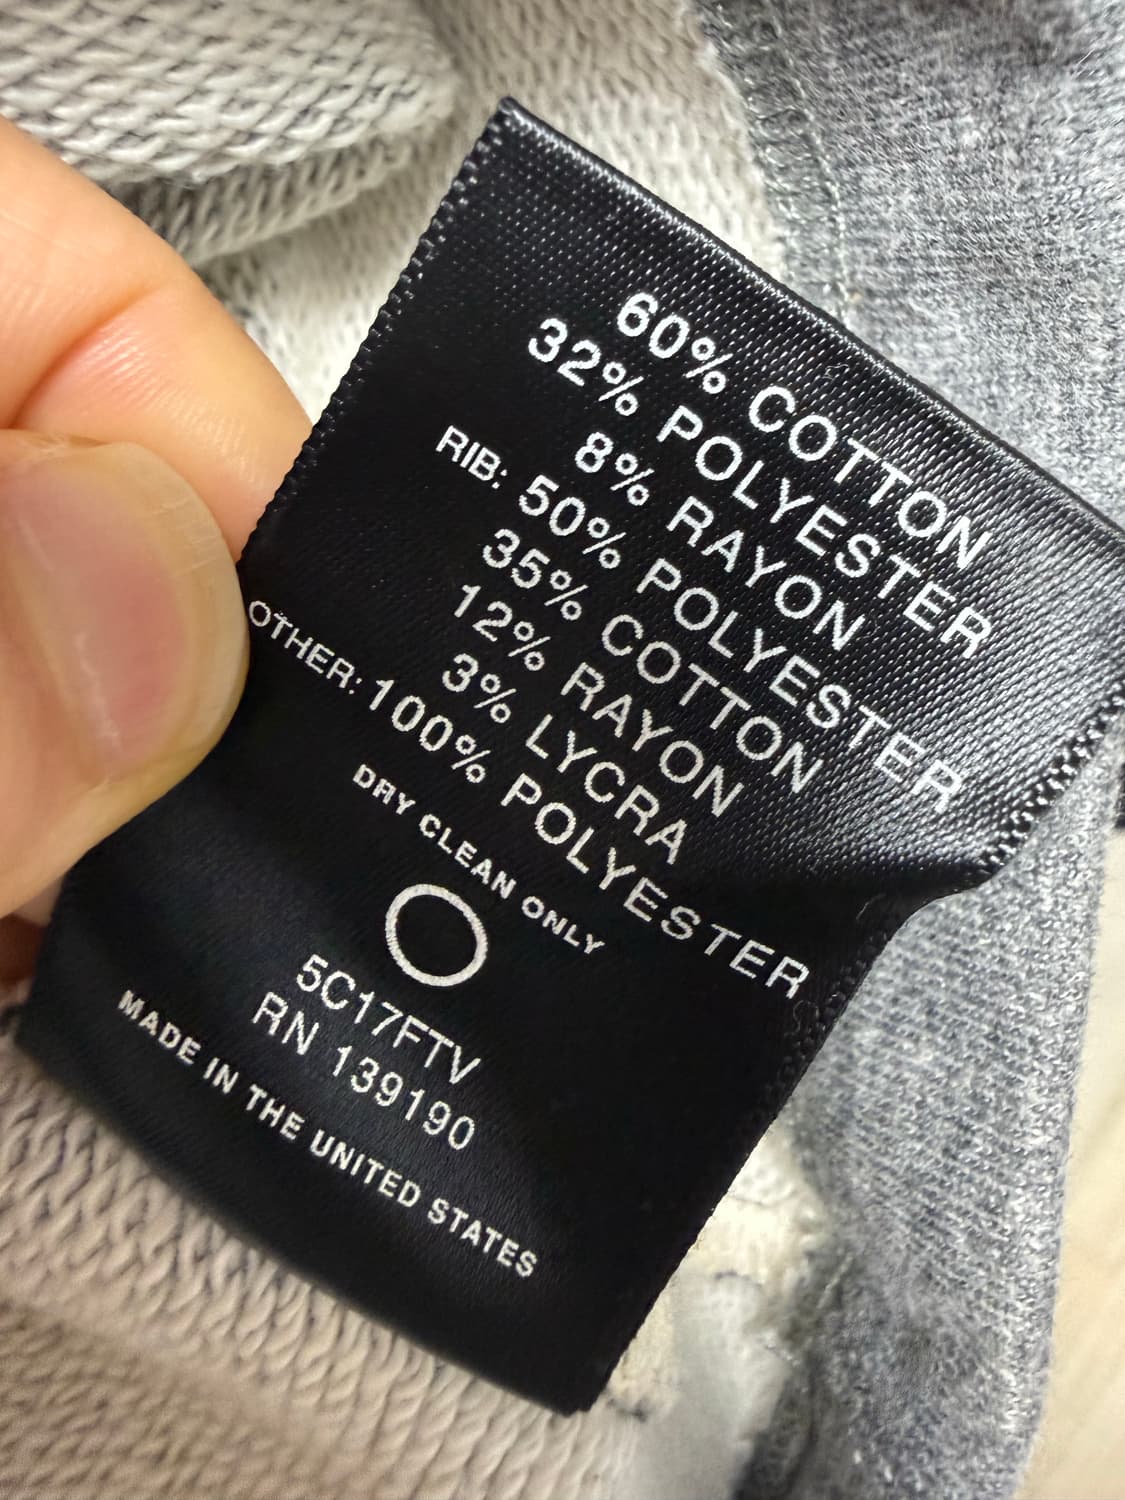 60% COTTON
32% POLYESTER
8% RAYON
RIB: 50% POLYESTER
35% COTTON
12% RAYON
3% LYCRA
OTHER: 100% POLYESTER
DRY CLEAN ONLY
5C17FTV
RN 139190
MADE IN THE UNITED STATES